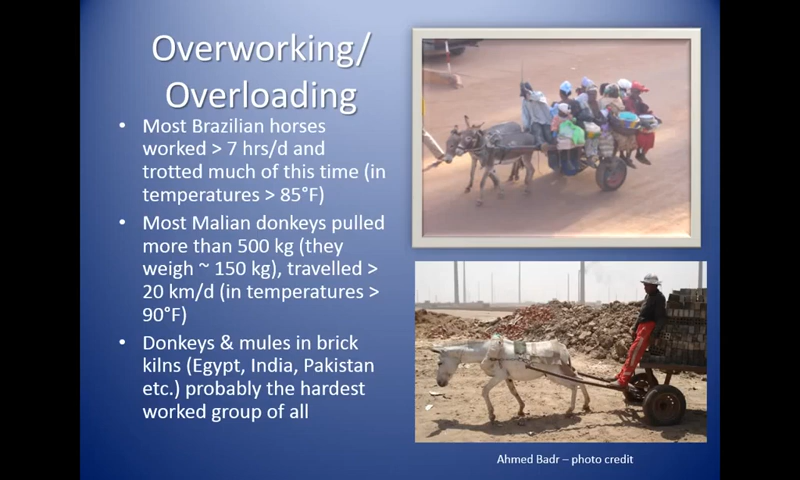 Overworking/
Overloading
• Most Brazilian horses
worked > 7 hrs/d and
trotted much of this time (in
temperatures > 85°F)
• Most Malian donkeys pulled
more than 500 kg (they
weigh ~ 150 kg), travelled >
20 km/d (in temperatures >
90°F)
• Donkeys & mules in brick
kilns (Egypt, India, Pakistan
etc.) probably the hardest
worked group of all
Ahmed Badr – photo credit